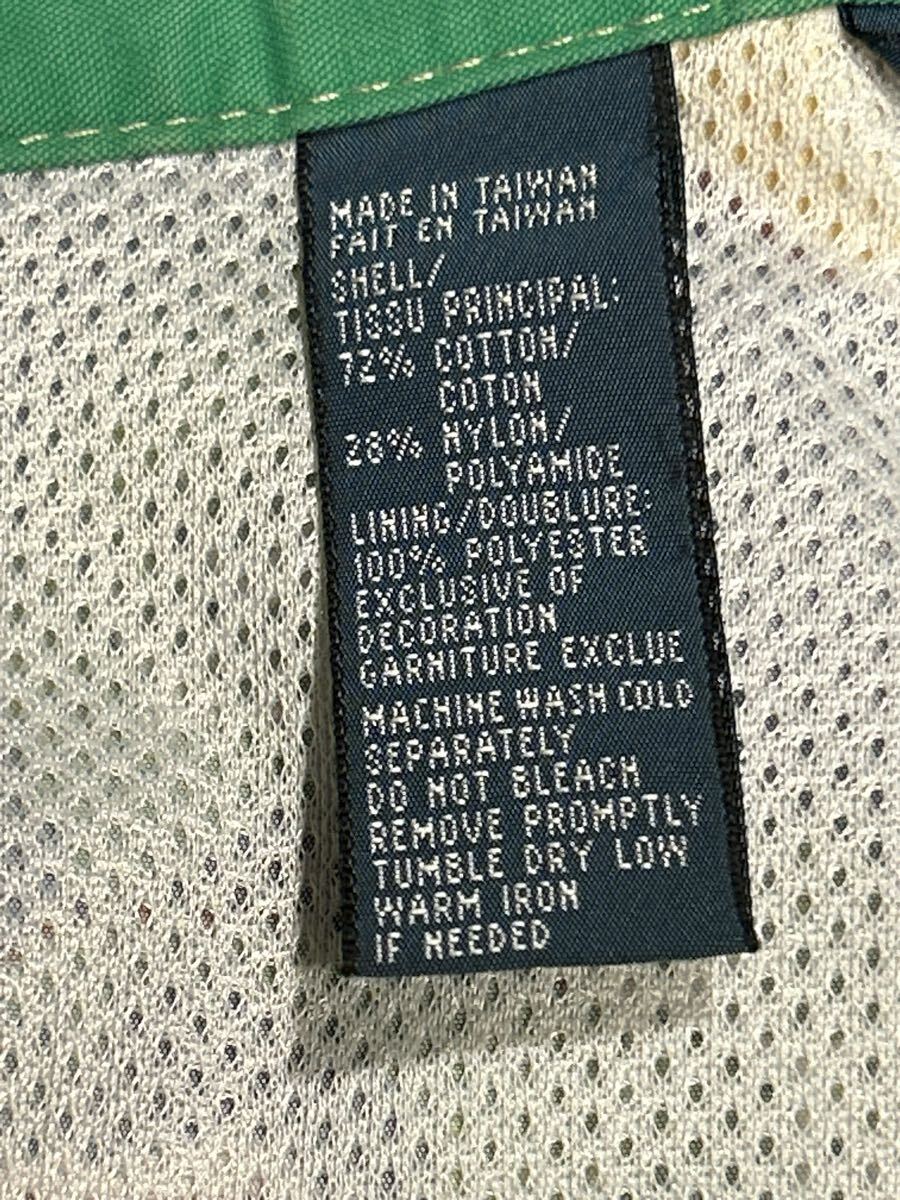 MADE IN TAIWAN
FAIT EN TAIWAN
SHELL/
TISSU PRINCIPAL:
72% COTTON/
COTON
28% NYLON/
POLYAMIDE
LINING/DOUBLURE:
100% POLYESTER
EXCLUSIVE OF
DECORATION
GARNITURE EXCLUE
MACHINE WASH COLD
SEPARATELY
DO NOT BLEACH
REMOVE PROMPTLY
TUMBLE DRY LOW
WARM IRON
IF NEEDED